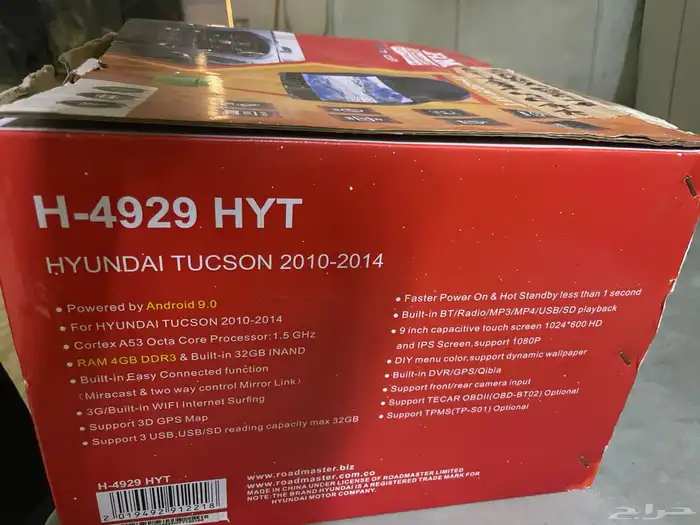 H-4929 HYT
HYUNDAI TUCSON 2010-2014
• Powered by Android 9.0
• For HYUNDAI TUCSON 2010-2014
Cortex A53 Octa Core Processor:1.5 GHz
• RAM 4GB DDR3 & Built-in 32GB INAND
• Built-in Easy Connected function
(Miracast & two way control Mirror Link)
• 3G/Built-in WIFI Internet Surfing
• Support 3D GPS Map
• Support 3 USB,USB/SD reading capacity max 32GB
• Faster Power On & Hot Standby less than 1 second
• Built-in BT/Radio/MP3/MP4/USB/SD playback
• 9 inch capacitive touch screen 1024*600 HD
and IPS Screen,support 1080P
• DIY menu color,support dynamic wallpaper
• Built-in DVR/GPS/Qibla
• Support front/rear camera input
• Support TECAR OBDII(OBD-BT02) Optional
• Support TPMS(TP-S01) Optional
H-4929 HYT
2 019492 912218
www.roadmaster.biz
www.roadmaster.com.co
MADE IN CHINA UNDER LICENSE OF ROADMASTER LIMITED
NOTE:THE BRAND HYUNDAI IS A REGISTERED TRADE MARK FOR
HYUNDAI MOTOR COMPANY.
حراج